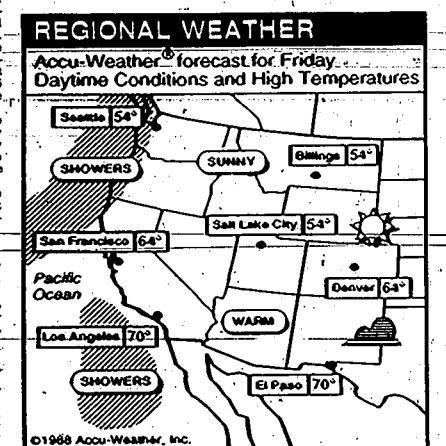 REGIONAL WEATHER
Accu-Weather® forecast for Friday
Daytime Conditions and High Temperatures
Seattle 54°
SHOWERS
SUNNY
Billings 54°
Salt Lake City 54°
San Francisco 64°
Pacific
Ocean
Denver 64°
WARM
Los Angeles 70°
SHOWERS
El Paso 70°
©1988 Accu-Weather, Inc.